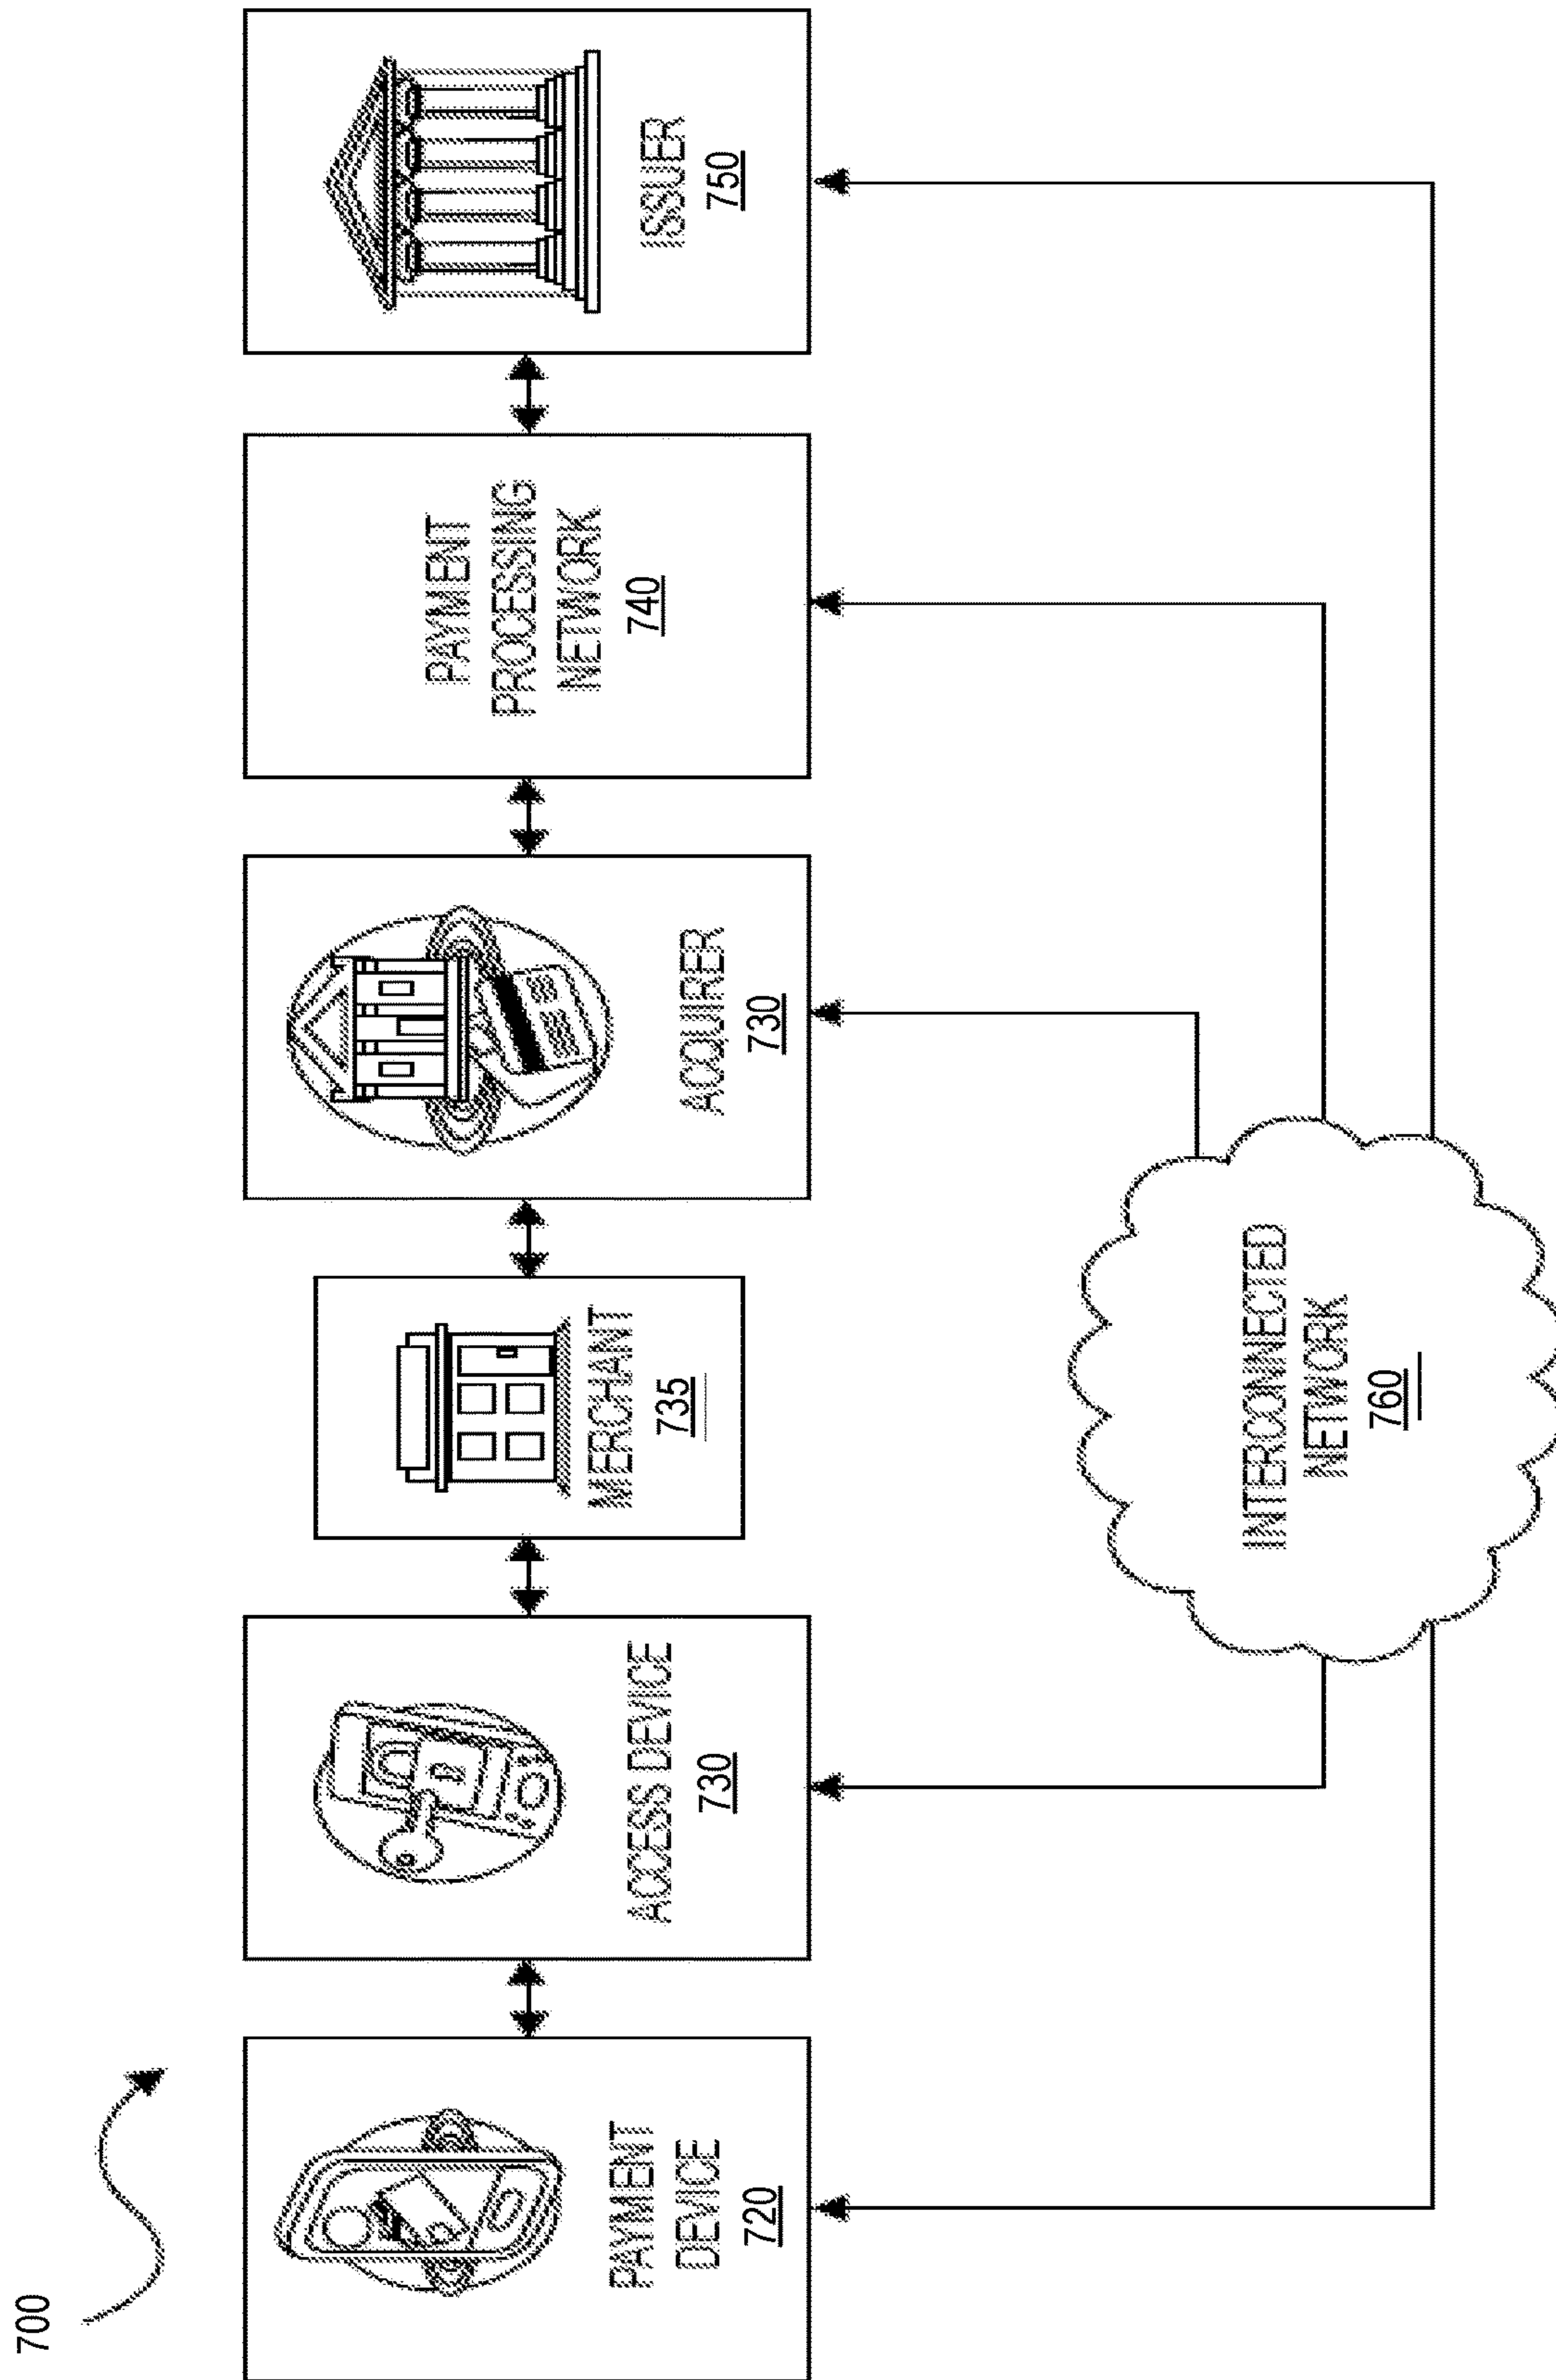 700
PAYMENT
DEVICE
720
ACCESS DEVICE
730
MERCHANT
735
ACQUIRER
730
PAYMENT
PROCESSING
NETWORK
740
ISSUER
750
INTERCONNECTED
NETWORK
760